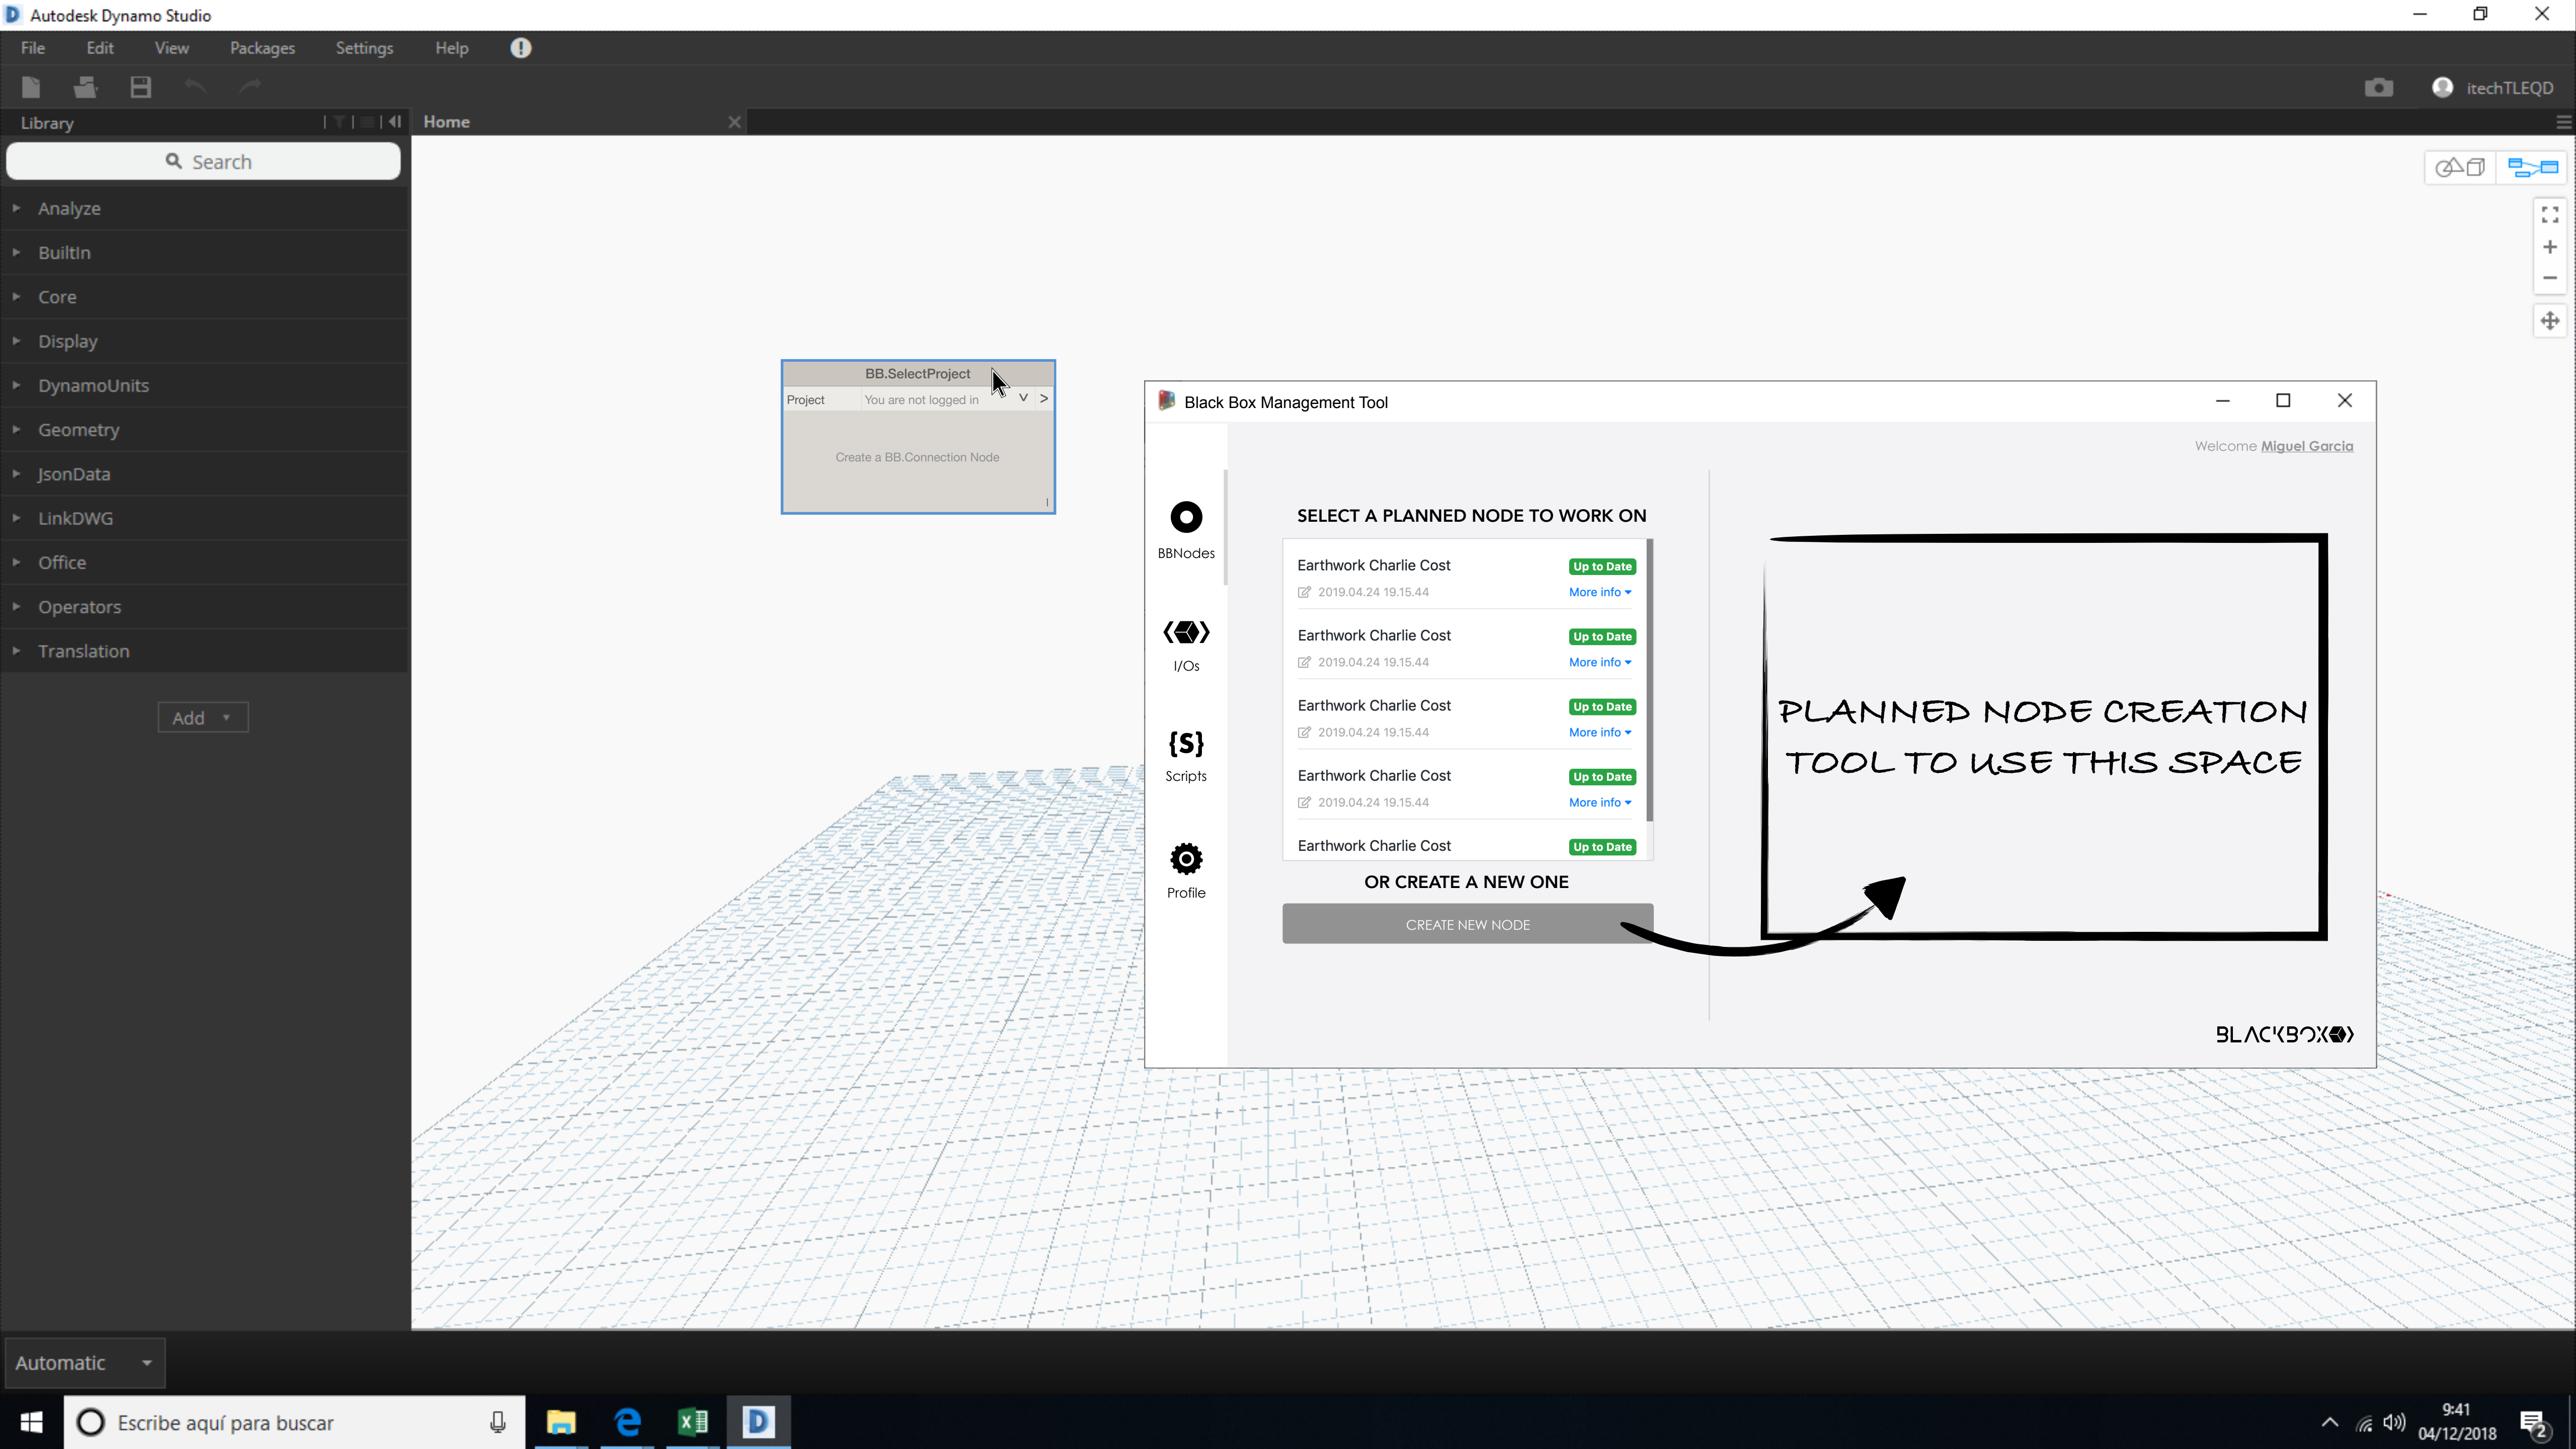 Autodesk Dynamo Studio
File Edit View Packages Settings Help
itechTLEQD
Library
Home
Search
Analyze
BuiltIn
Core
Display
DynamoUnits
Geometry
JsonData
LinkDWG
Office
Operators
Translation
Add
BB.SelectProject
Project You are not logged in
Create a BB.Connection Node
Black Box Management Tool
Welcome Miguel Garcia
BBNodes
I/Os
{S}
Scripts
Profile
SELECT A PLANNED NODE TO WORK ON
Earthwork Charlie Cost Up to Date
2019.04.24 19.15.44 More info
Earthwork Charlie Cost Up to Date
2019.04.24 19.15.44 More info
Earthwork Charlie Cost Up to Date
2019.04.24 19.15.44 More info
Earthwork Charlie Cost Up to Date
2019.04.24 19.15.44 More info
Earthwork Charlie Cost Up to Date
OR CREATE A NEW ONE
CREATE NEW NODE
PLANNED NODE CREATION
TOOL TO USE THIS SPACE
BLACKBOX
Automatic
Escribe aquí para buscar
9:41
04/12/2018
2